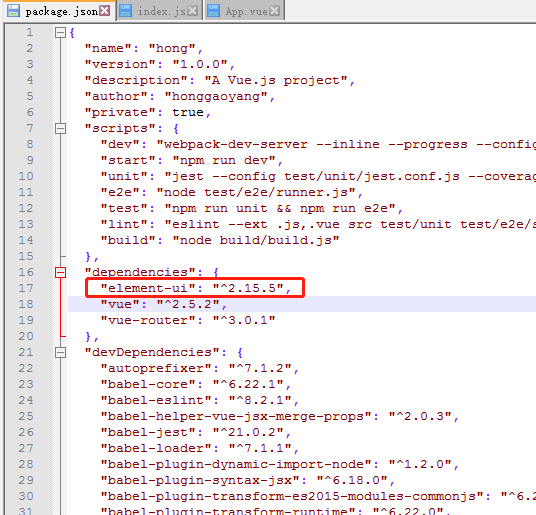 package.json index.js App.vue
1 {
2 "name": "hong",
3 "version": "1.0.0",
4 "description": "A Vue.js project",
5 "author": "honggaoyang",
6 "private": true,
7 "scripts": {
8 "dev": "webpack-dev-server --inline --progress --config
9 "start": "npm run dev",
10 "unit": "jest --config test/unit/jest.conf.js --coverag
11 "e2e": "node test/e2e/runner.js",
12 "test": "npm run unit && npm run e2e",
13 "lint": "eslint --ext .js,.vue src test/unit test/e2e/s
14 "build": "node build/build.js"
15 },
16 "dependencies": {
17 "element-ui": "^2.15.5",
18 "vue": "^2.5.2",
19 "vue-router": "^3.0.1"
20 },
21 "devDependencies": {
22 "autoprefixer": "^7.1.2",
23 "babel-core": "^6.22.1",
24 "babel-eslint": "^8.2.1",
25 "babel-helper-vue-jsx-merge-props": "^2.0.3",
26 "babel-jest": "^21.0.2",
27 "babel-loader": "^7.1.1",
28 "babel-plugin-dynamic-import-node": "^1.2.0",
29 "babel-plugin-syntax-jsx": "^6.18.0",
30 "babel-plugin-transform-es2015-modules-commonjs": "^6.2
31 "babel-plugin-transform-runtime": "^6.22.0",